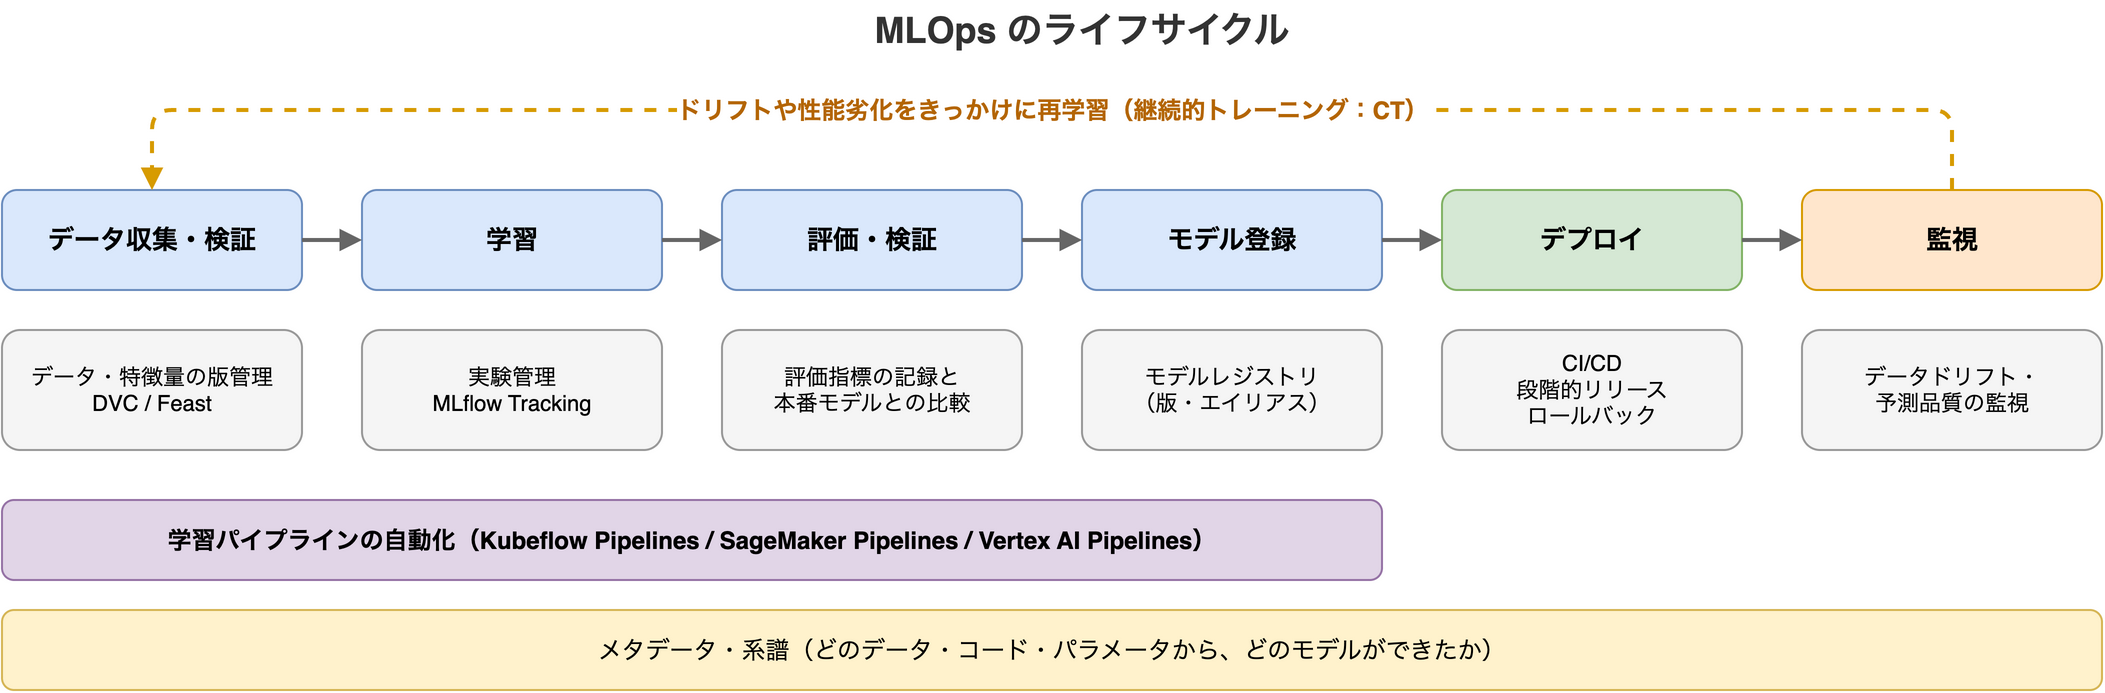 MLOps のライフサイクル
ドリフトや性能劣化をきっかけに再学習（継続的トレーニング：CT）
データ収集・検証
学習
評価・検証
モデル登録
デプロイ
監視
データ・特徴量の版管理
DVC / Feast
実験管理
MLflow Tracking
評価指標の記録と
本番モデルとの比較
モデルレジストリ
（版・エイリアス）
CI/CD
段階的リリース
ロールバック
データドリフト・
予測品質の監視
学習パイプラインの自動化（Kubeflow Pipelines / SageMaker Pipelines / Vertex AI Pipelines）
メタデータ・系譜（どのデータ・コード・パラメータから、どのモデルができたか）